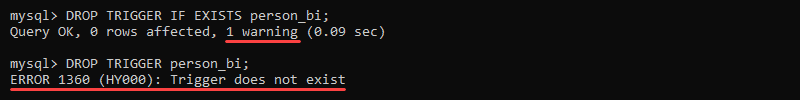 mysql> DROP TRIGGER IF EXISTS person_bi;
Query OK, 0 rows affected, 1 warning (0.09 sec)
mysql> DROP TRIGGER person_bi;
ERROR 1360 (HY000): Trigger does not exist